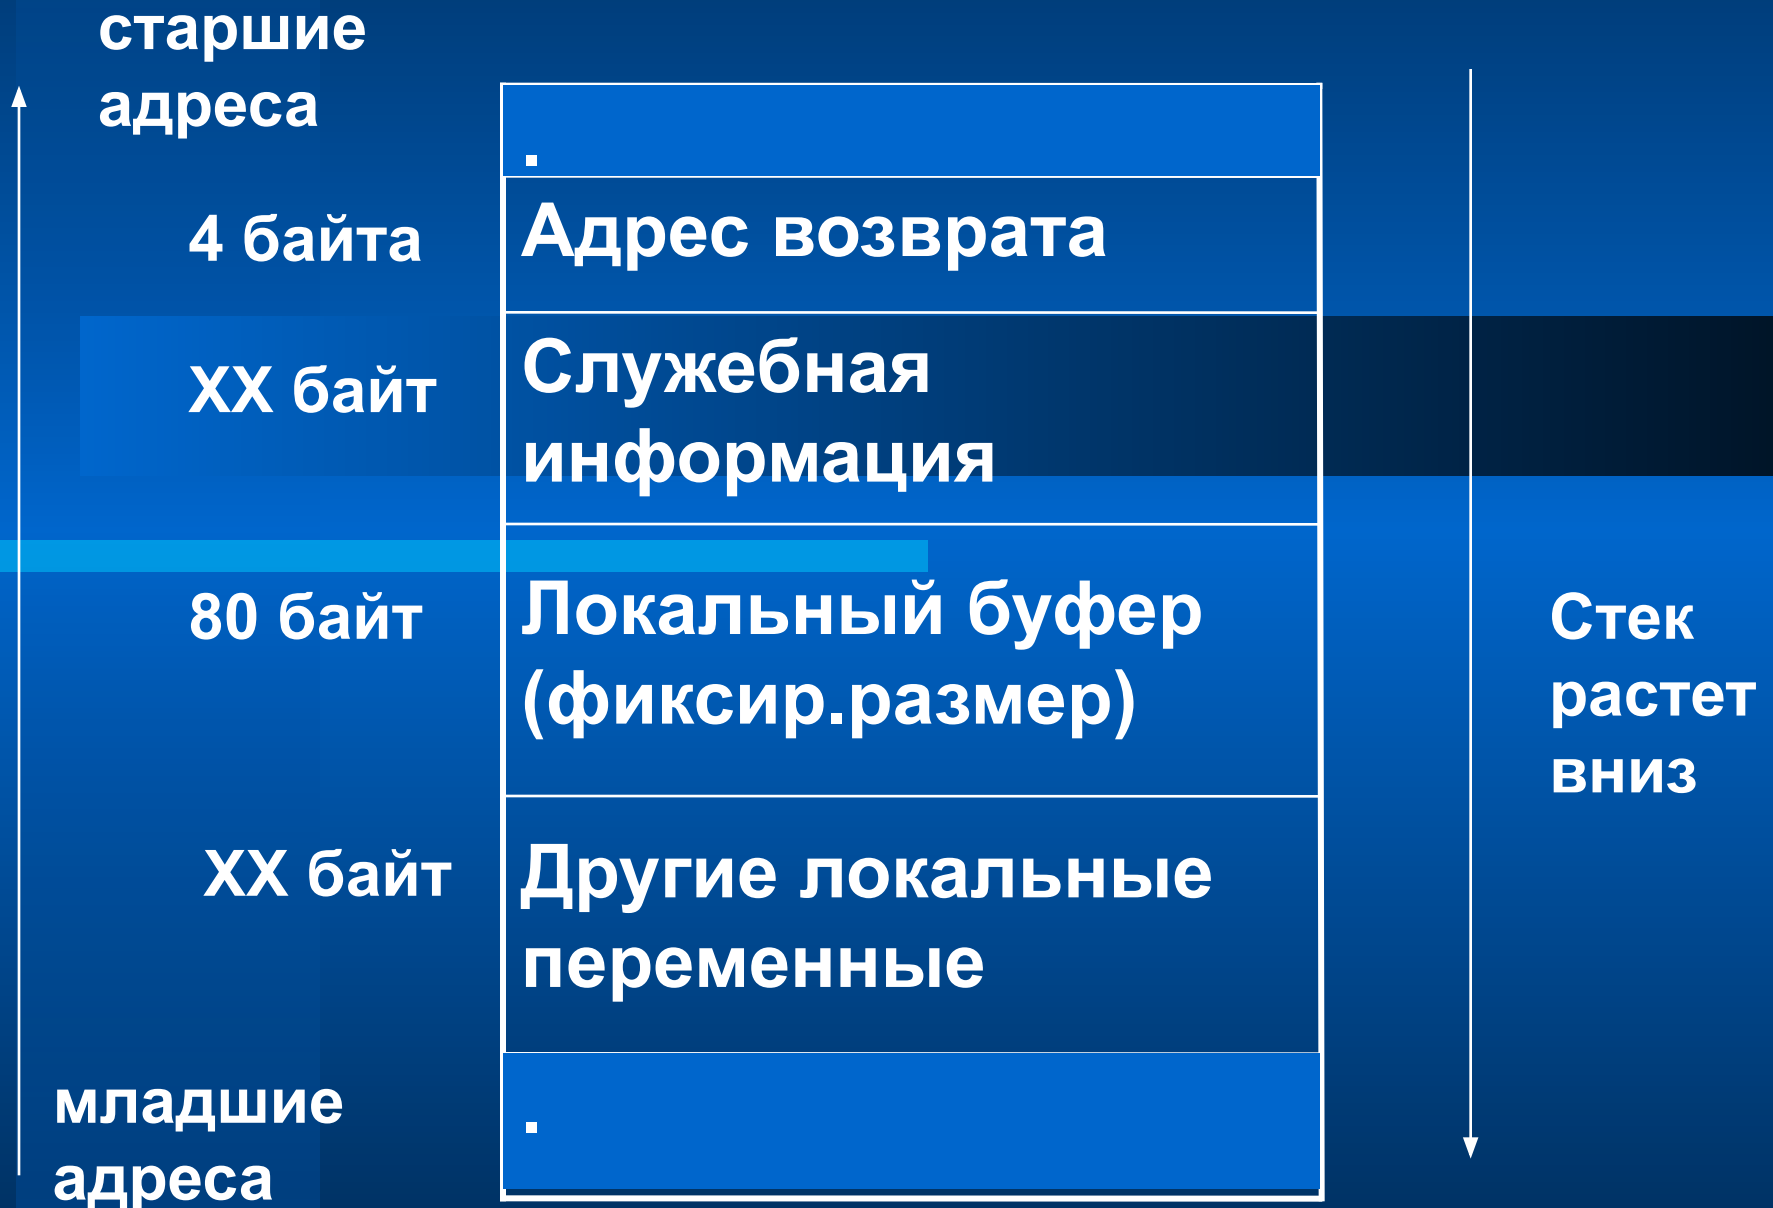 старшие
адреса
.
4 байта
Адрес возврата
XX байт
Служебная
информация
80 байт
Локальный буфер
(фиксир.размер)
XX байт
Другие локальные
переменные
Стек
растет
вниз
младшие
адреса
.